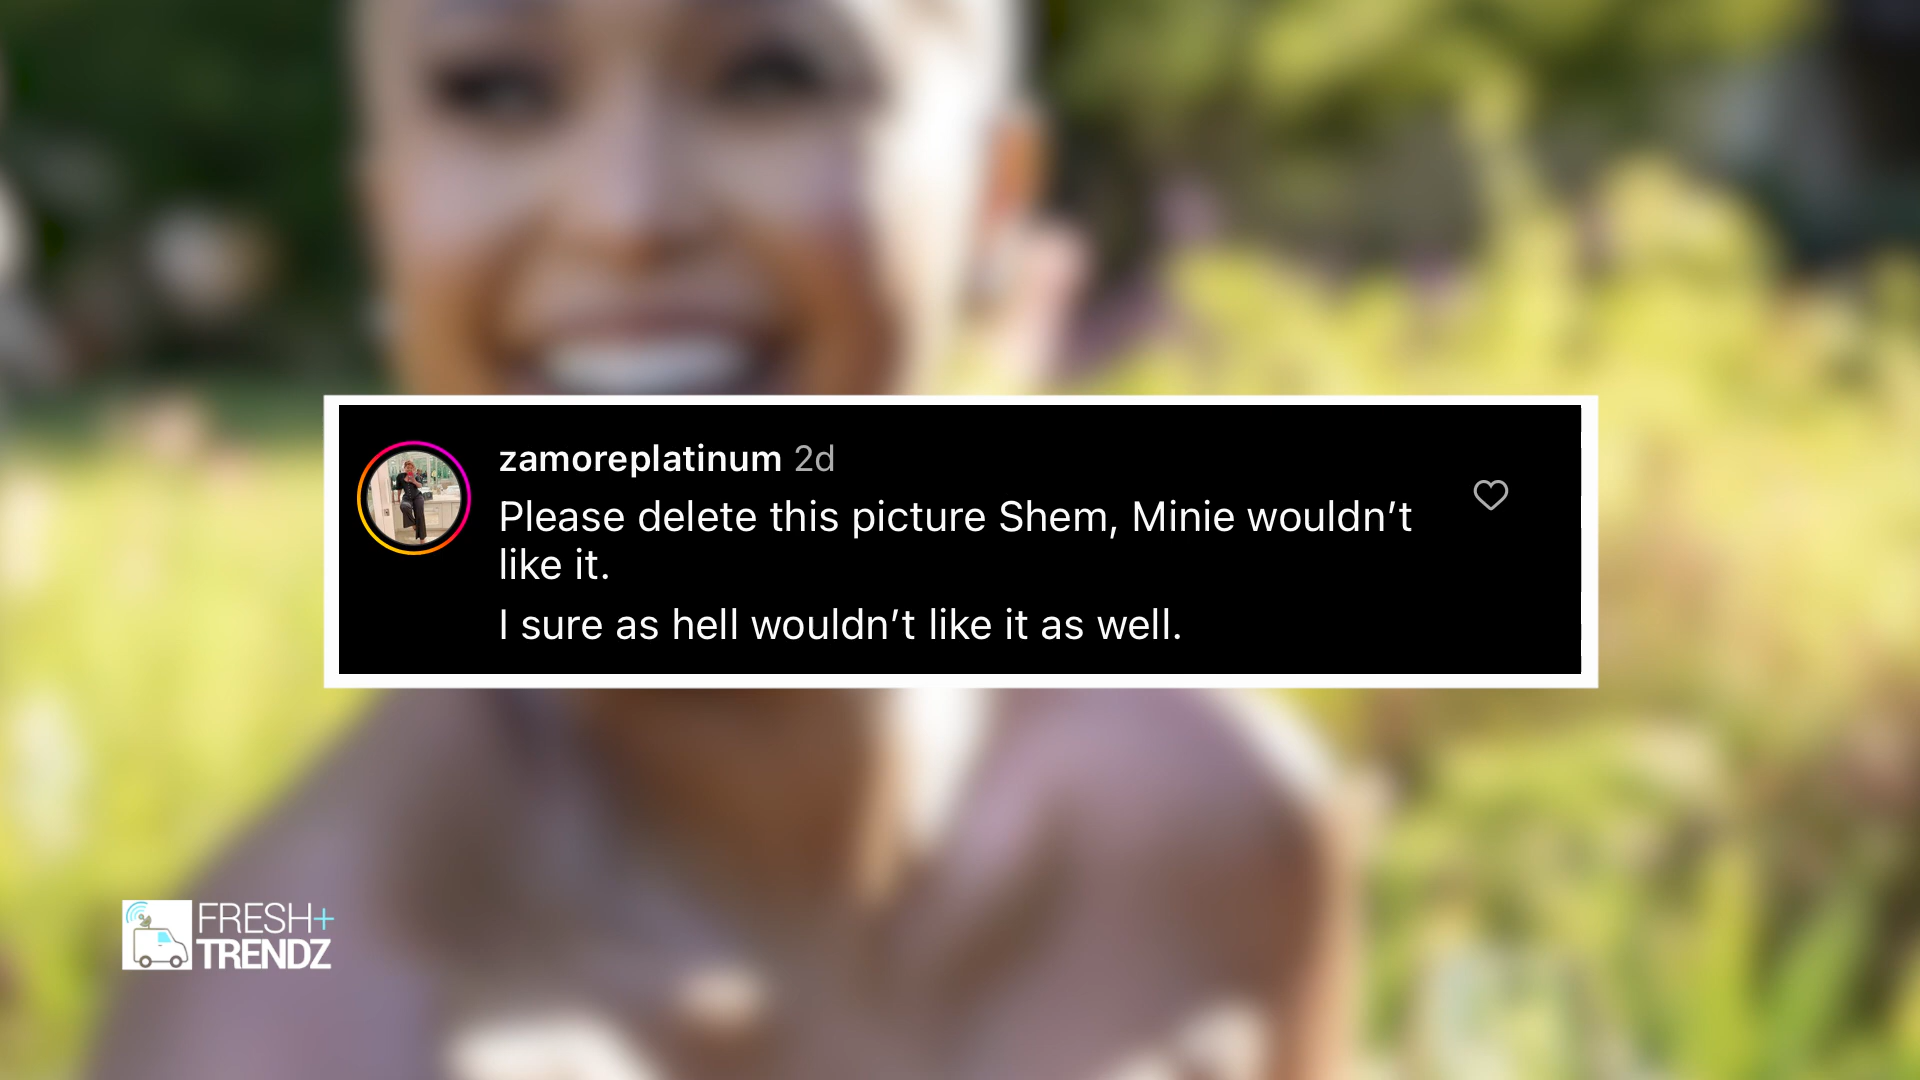 zamoreplatinum 2d
Please delete this picture Shem, Minie wouldn’t
like it.
I sure as hell wouldn’t like it as well.
FRESH+
TRENDZ